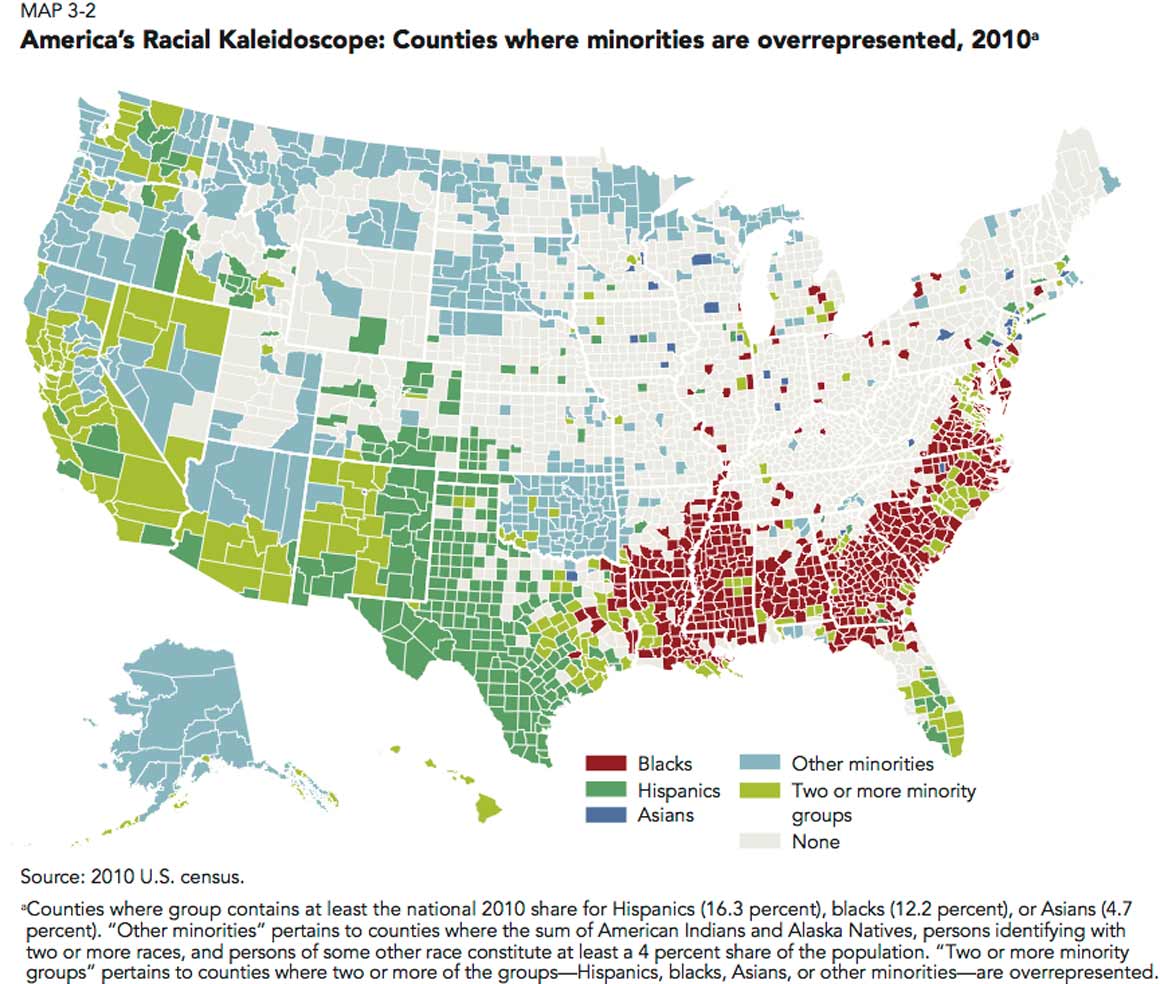 MAP 3-2
America's Racial Kaleidoscope: Counties where minorities are overrepresented, 2010ᵃ
Blacks
Hispanics
Asians
Other minorities
Two or more minority
groups
None
Source: 2010 U.S. census.
ᵃCounties where group contains at least the national 2010 share for Hispanics (16.3 percent), blacks (12.2 percent), or Asians (4.7
percent). “Other minorities” pertains to counties where the sum of American Indians and Alaska Natives, persons identifying with
two or more races, and persons of some other race constitute at least a 4 percent share of the population. “Two or more minority
groups” pertains to counties where two or more of the groups—Hispanics, blacks, Asians, or other minorities—are overrepresented.